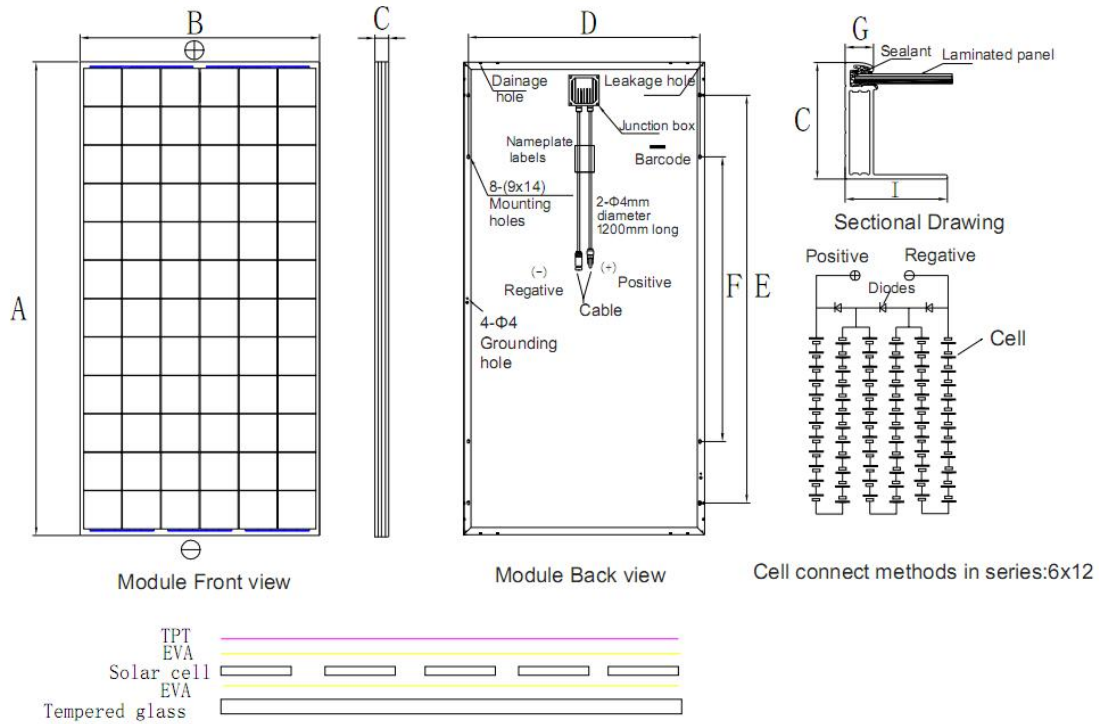 B
⊕
A
⊖
Module Front view
C
D
Dainage
hole
Leakage hole
Junction box
Nameplate
labels
Barcode
8-(9x14)
Mounting
holes
2-Φ4mm
diameter
1200mm long
(-)
Regative
(+)
Positive
Cable
4-Φ4
Grounding
hole
F
E
Module Back view
G
Sealant
Laminated panel
C
I
Sectional Drawing
Positive
Regative
Diodes
Cell
Cell connect methods in series:6x12
TPT
EVA
Solar cell
EVA
Tempered glass